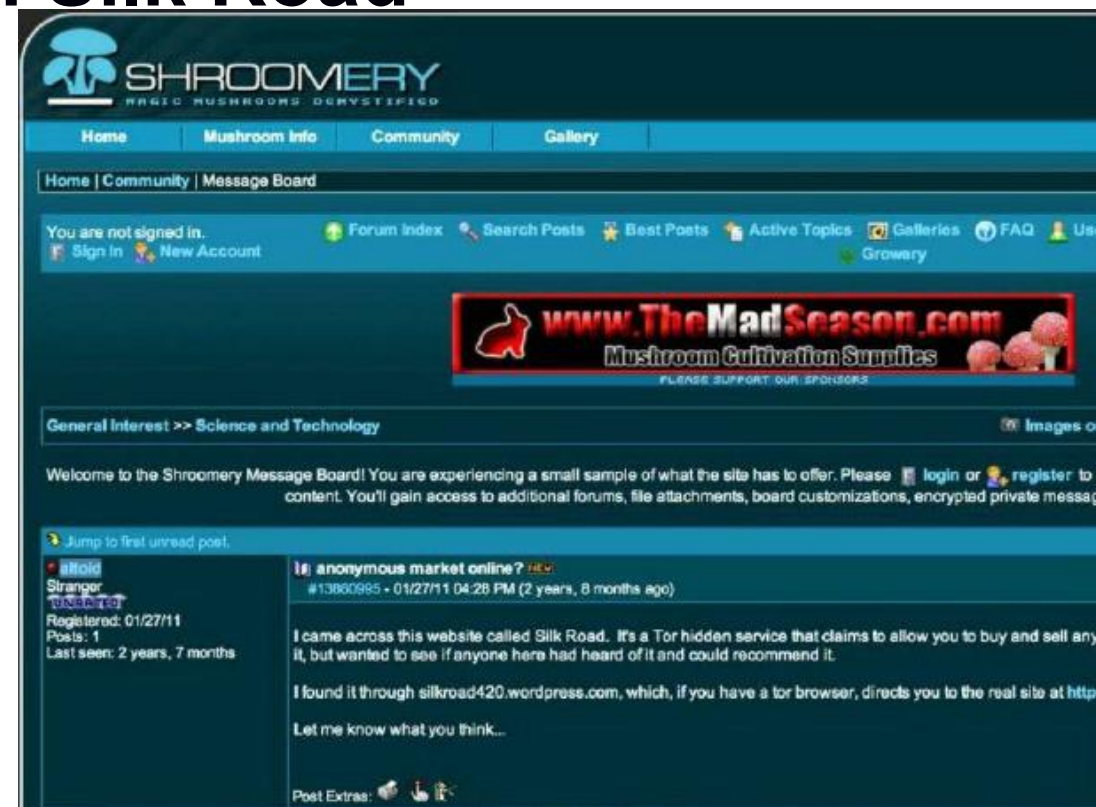 Silk Road
SHROOMERY
MAGIC MUSHROOMS DEMYSTIFIED
Home Mushroom Info Community Gallery
Home | Community | Message Board
You are not signed in. Forum Index Search Posts Best Posts Active Topics Galleries FAQ Us
Sign In New Account Growery
www.TheMadSeason.com
Mushroom Cultivation Supplies
PLEASE SUPPORT OUR SPONSORS
General Interest >> Science and Technology Images o
Welcome to the Shroomery Message Board! You are experiencing a small sample of what the site has to offer. Please login or register to
content. You'll gain access to additional forums, file attachments, board customizations, encrypted private messag
Jump to first unread post.
altoid
Stranger
UNRATED
Registered: 01/27/11
Posts: 1
Last seen: 2 years, 7 months
anonymous market online? NEW
#13860995 - 01/27/11 04:28 PM (2 years, 8 months ago)
I came across this website called Silk Road. It's a Tor hidden service that claims to allow you to buy and sell any
it, but wanted to see if anyone here had heard of it and could recommend it.
I found it through silkroad420.wordpress.com, which, if you have a tor browser, directs you to the real site at http
Let me know what you think...
Post Extras: